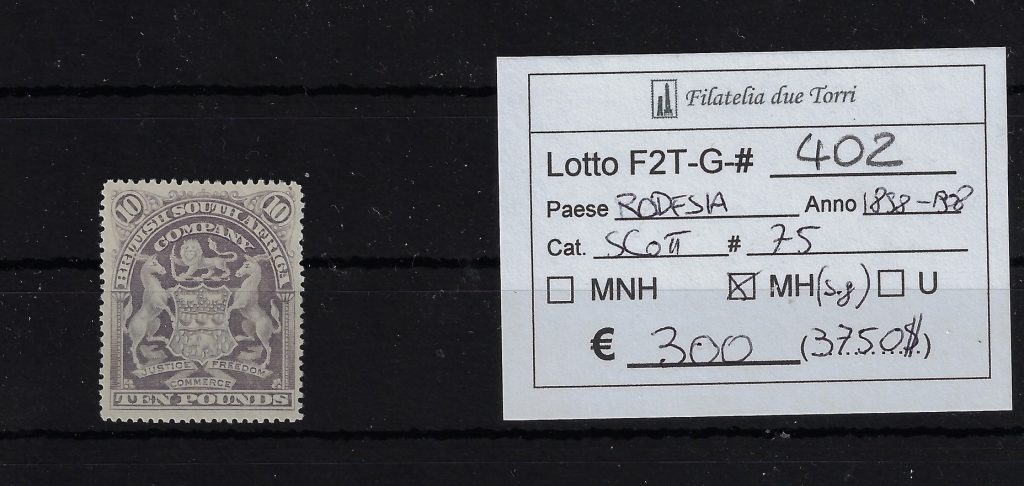 10 10
BRITISH SOUTH AFRICA
COMPANY
JUSTICE FREEDOM
COMMERCE
TEN POUNDS
Filatelia due Torri
Lotto F2T-G-# 402
Paese RODESIA Anno 1898-1908
Cat. SCOTT # 75
MNH MH (s.g) U
€ 300 (3750$)